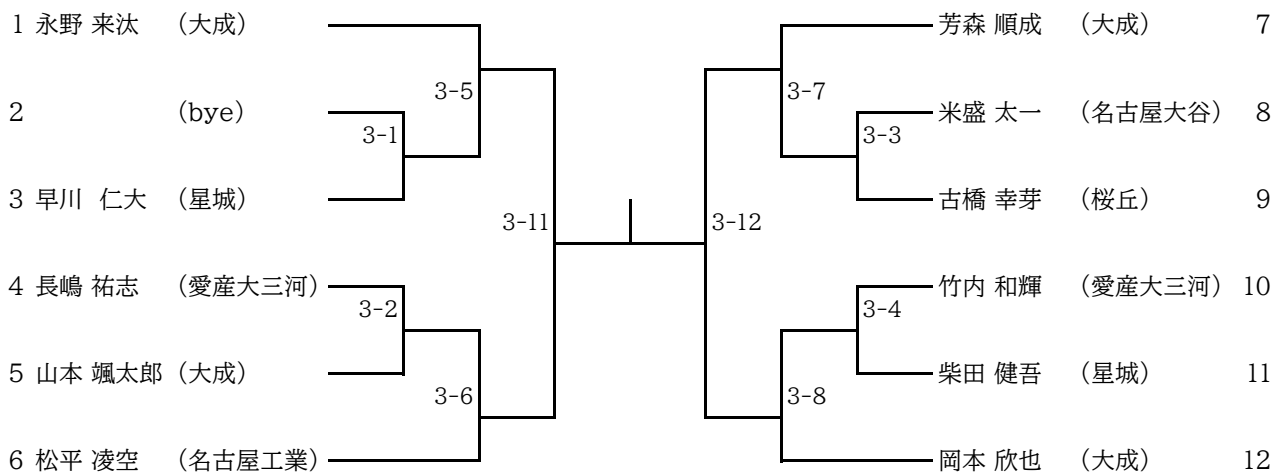 1 永野 来汰 （大成）
芳森 順成 （大成） 7
3-5
3-7
2 （bye）
米盛 太一 （名古屋大谷） 8
3-1
3-3
3 早川 仁大 （星城）
古橋 幸芽 （桜丘） 9
3-11
3-12
4 長嶋 祐志 （愛産大三河）
竹内 和輝 （愛産大三河） 10
3-2
3-4
5 山本 颯太郎 （大成）
柴田 健吾 （星城） 11
3-6
3-8
6 松平 凌空 （名古屋工業）
岡本 欣也 （大成） 12